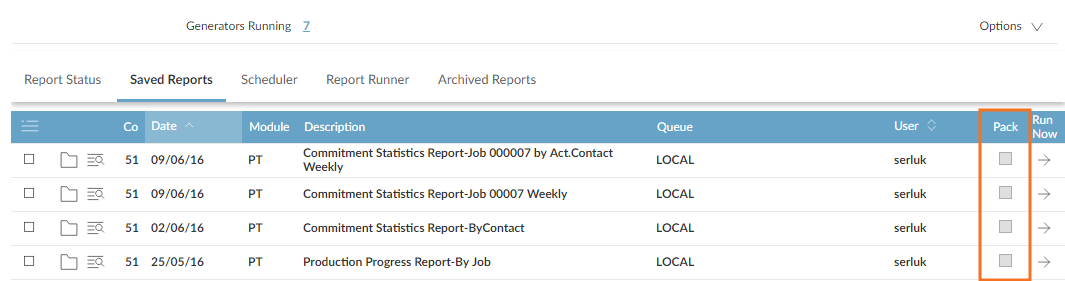 Generators Running 7 Options
Report Status Saved Reports Scheduler Report Runner Archived Reports
Co Date Module Description Queue User Pack Run Now
51 09/06/16 PT Commitment Statistics Report-Job 000007 by Act.Contact LOCAL serluk
Weekly
51 09/06/16 PT Commitment Statistics Report-Job 00007 Weekly LOCAL serluk
51 02/06/16 PT Commitment Statistics Report-ByContact LOCAL serluk
51 25/05/16 PT Production Progress Report-By Job LOCAL serluk